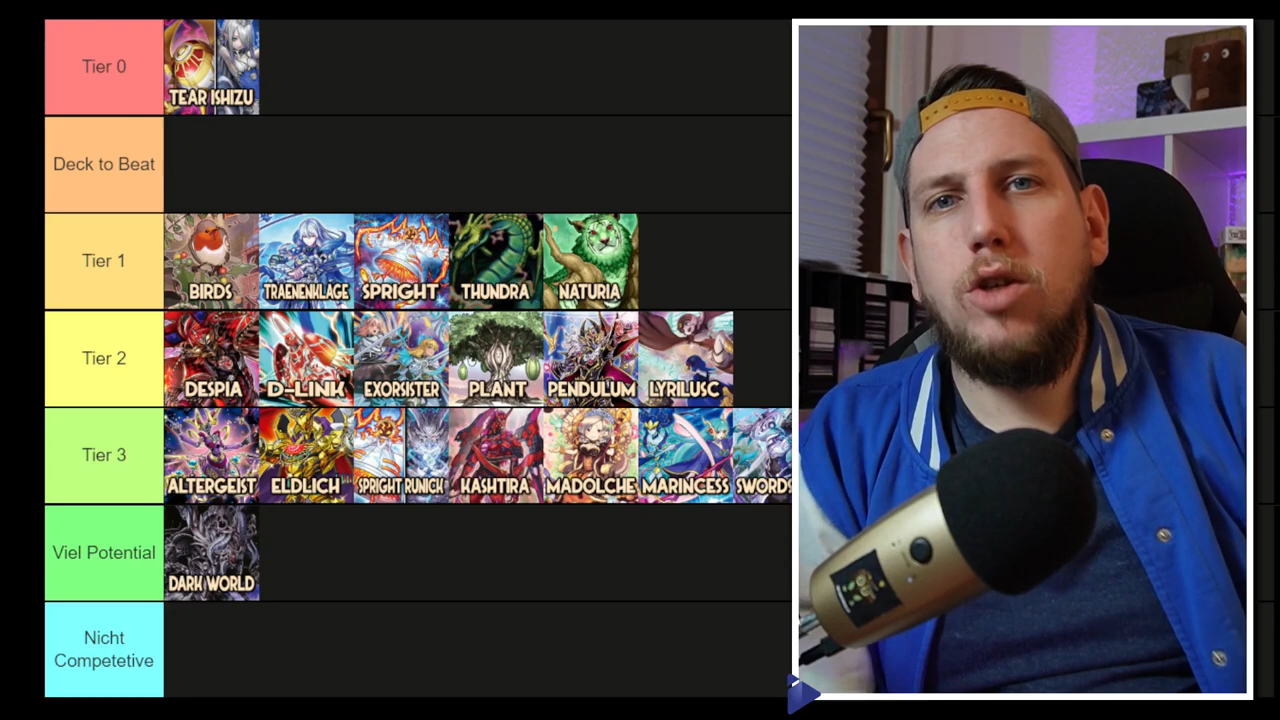 Tier 0
TEAR ISHIZU
Deck to Beat
Tier 1
BIRDS
TRAENENKLAGE
SPRIGHT
THUNDRA
NATURIA
Tier 2
DESPIA
D-LINK
EXORSISTER
PLANT
PENDULUM
LYRILUSC
Tier 3
ALTERGEIST
ELDLICH
SPRIGHT RUNICK
KASHTIRA
MADOLCHE
MARINCESS
SWORDS
Viel Potential
DARK WORLD
Nicht
Competetive